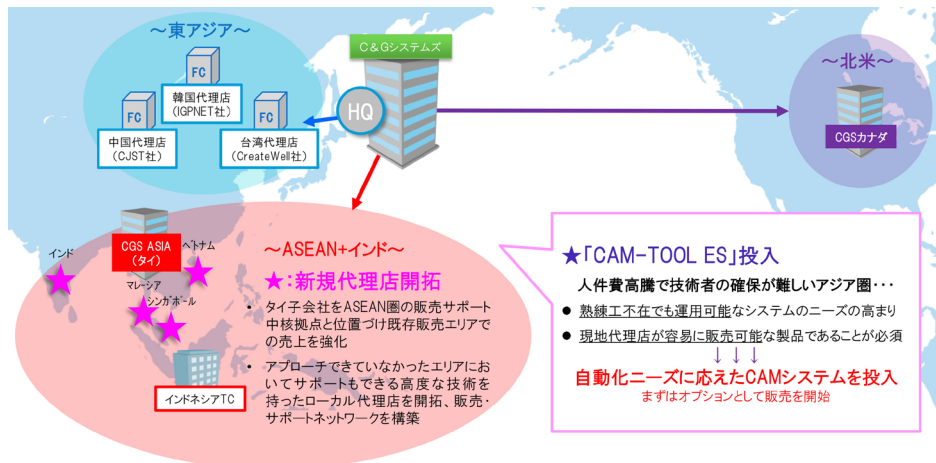 ～東アジア～
FC
韓国代理店
(IGPNET社)
FC
中国代理店
(CJST社)
FC
台湾代理店
(CreateWell社)
C&Gシステムズ
HQ
～北米～
CGSカナダ
CGS ASIA
(タイ)
インド
ベトナム
マレーシア
シンガポール
インドネシアTC
～ASEAN+インド～
★:新規代理店開拓
• タイ子会社をASEAN圏の販売サポート
中核拠点と位置づけ既存販売エリアで
の売上を強化
• アプローチできていなかったエリアにお
いてサポートもできる高度な技術を
持ったローカル代理店を開拓、販売・
サポートネットワークを構築
★「CAM-TOOL ES」投入
人件費高騰で技術者の確保が難しいアジア圏･･･
● 熟練工不在でも運用可能なシステムのニーズの高まり
● 現地代理店が容易に販売可能な製品であることが必須
↓↓↓
自動化ニーズに応えたCAMシステムを投入
まずはオプションとして販売を開始